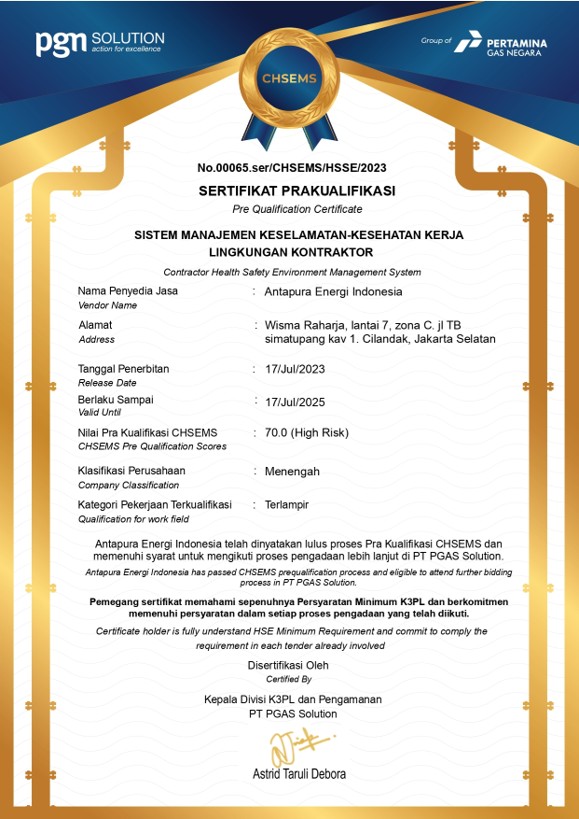 pgn SOLUTION
action for excellence
Group of PERTAMINA
GAS NEGARA
CHSEMS
No.00065.ser/CHSEMS/HSSE/2023
SERTIFIKAT PRAKUALIFIKASI
Pre Qualification Certificate
SISTEM MANAJEMEN KESELAMATAN-KESEHATAN KERJA
LINGKUNGAN KONTRAKTOR
Contractor Health Safety Environment Management System
Nama Penyedia Jasa : Antapura Energi Indonesia
Vendor Name
Alamat : Wisma Raharja, lantai 7, zona C. jl TB
Address simatupang kav 1. Cilandak, Jakarta Selatan
Tanggal Penerbitan : 17/Jul/2023
Release Date
Berlaku Sampai : 17/Jul/2025
Valid Until
Nilai Pra Kualifikasi CHSEMS : 70.0 (High Risk)
CHSEMS Pre Qualification Scores
Klasifikasi Perusahaan : Menengah
Company Classification
Kategori Pekerjaan Terkualifikasi : Terlampir
Qualification for work field
Antapura Energi Indonesia telah dinyatakan lulus proses Pra Kualifikasi CHSEMS dan
memenuhi syarat untuk mengikuti proses pengadaan lebih lanjut di PT PGAS Solution.
Antapura Energi Indonesia has passed CHSEMS prequalification process and eligible to attend further bidding
process in PT PGAS Solution.
Pemegang sertifikat memahami sepenuhnya Persyaratan Minimum K3PL dan berkomitmen
memenuhi persyaratan dalam setiap proses pengadaan yang telah diikuti.
Certificate holder is fully understand HSE Minimum Requirement and commit to comply the
requirement in each tender already involved
Disertifikasi Oleh
Certified By
Kepala Divisi K3PL dan Pengamanan
PT PGAS Solution
Astrid Taruli Debora